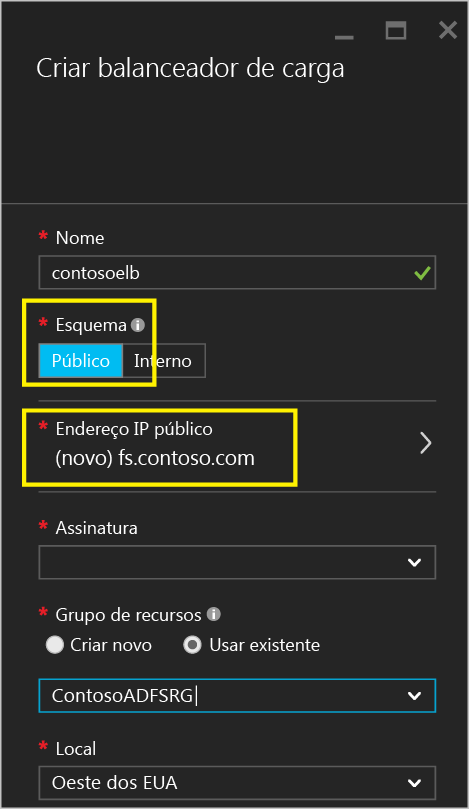 Criar balanceador de carga
* Nome
contosoelb
* Esquema
Público Interno
* Endereço IP público
(novo) fs.contoso.com
* Assinatura
* Grupo de recursos
Criar novo Usar existente
ContosoADFSRG
* Local
Oeste dos EUA